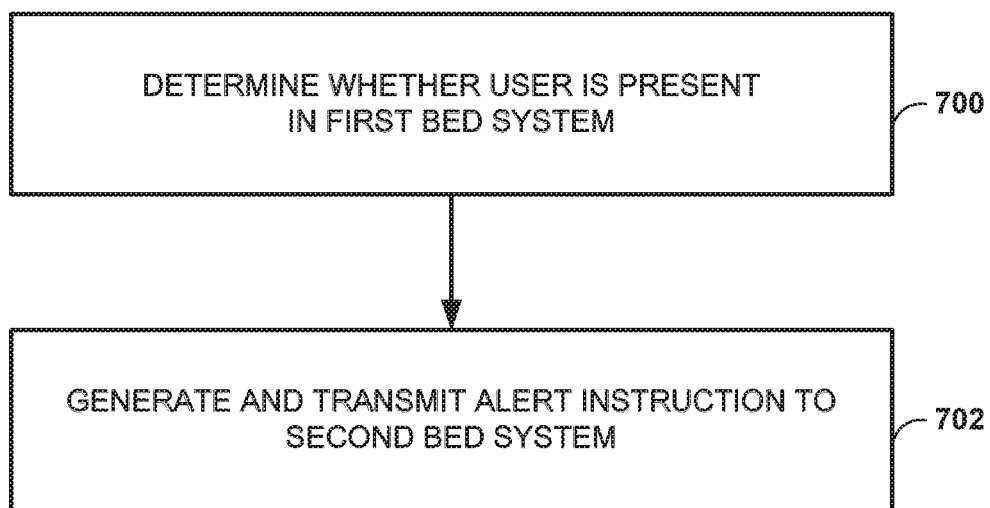 DETERMINE WHETHER USER IS PRESENT
IN FIRST BED SYSTEM
700
GENERATE AND TRANSMIT ALERT INSTRUCTION TO
SECOND BED SYSTEM
702